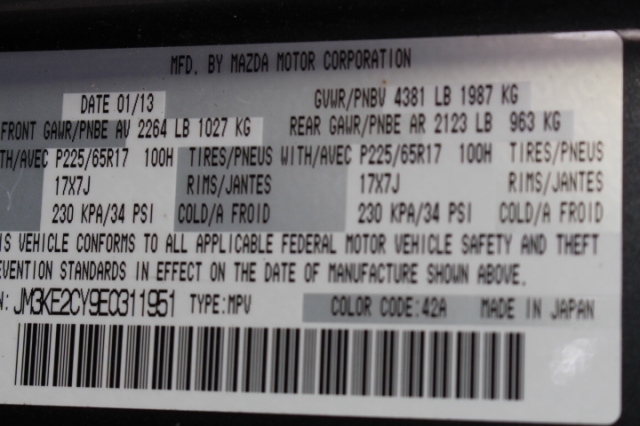 MFD. BY MAZDA MOTOR CORPORATION
DATE 01/13 GVWR/PNBV 4381 LB 1987 KG
FRONT GAWR/PNBE AV 2264 LB 1027 KG REAR GAWR/PNBE AR 2123 LB 963 KG
ITH/AVEC P225/65R17 100H TIRES/PNEUS WITH/AVEC P225/65R17 100H TIRES/PNEUS
17X7J RIMS/JANTES 17X7J RIMS/JANTES
230 KPA/34 PSI COLD/A FROID 230 KPA/34 PSI COLD/A FROID
IS VEHICLE CONFORMS TO ALL APPLICABLE FEDERAL MOTOR VEHICLE SAFETY AND THEFT
EVENTION STANDARDS IN EFFECT ON THE DATE OF MANUFACTURE SHOWN ABOVE.
N: JM3KE2CY9E0311951 TYPE:MPV COLOR CODE:42A MADE IN JAPAN